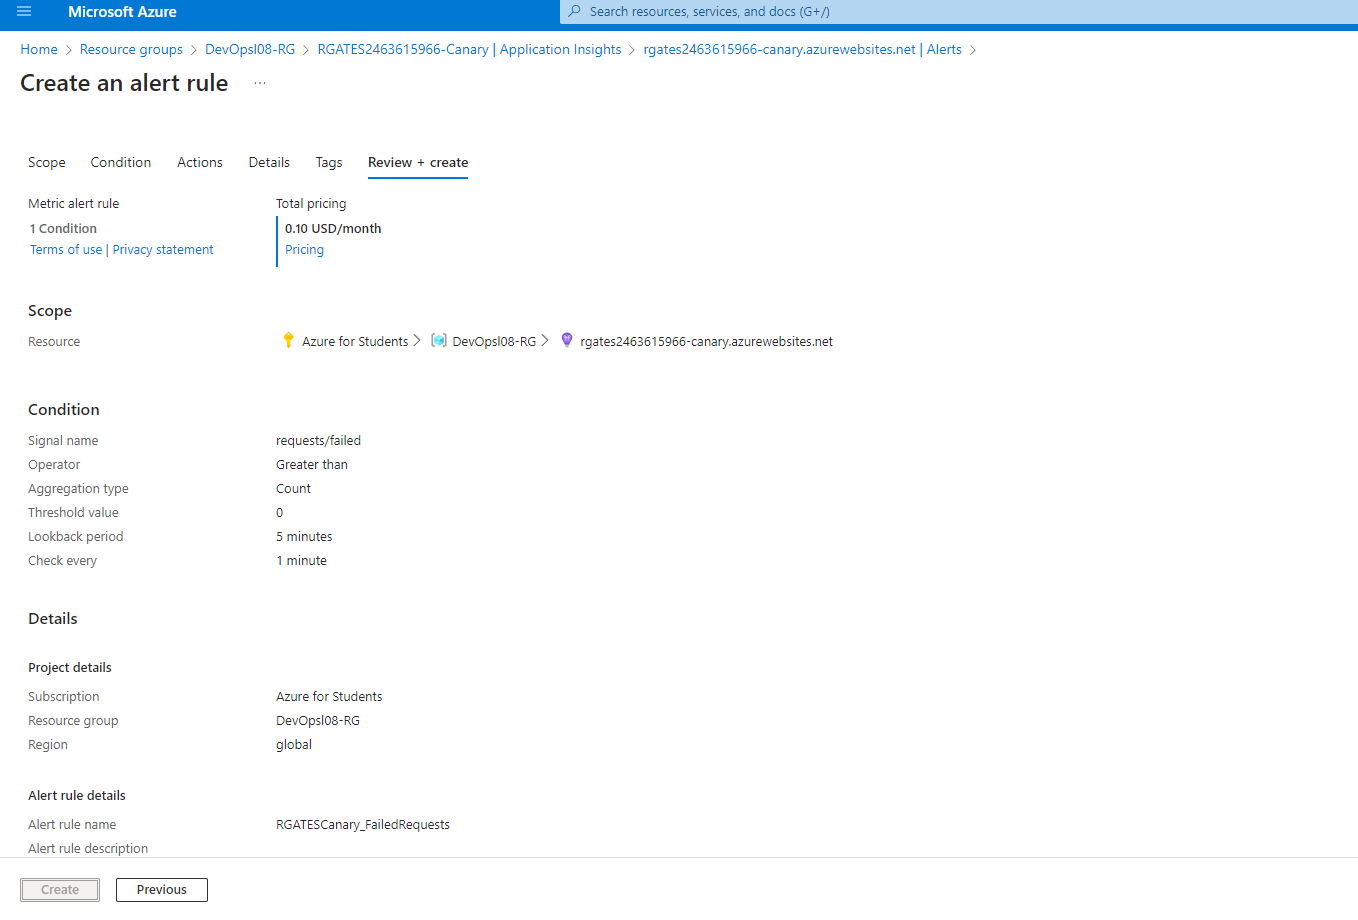 Microsoft Azure
Search resources, services, and docs (G+/)
Home > Resource groups > DevOpsl08-RG > RGATES2463615966-Canary | Application Insights > rgates2463615966-canary.azurewebsites.net | Alerts >
Create an alert rule ...
Scope Condition Actions Details Tags Review + create
Metric alert rule Total pricing
1 Condition 0.10 USD/month
Terms of use | Privacy statement Pricing
Scope
Resource Azure for Students > DevOpsl08-RG > rgates2463615966-canary.azurewebsites.net
Condition
Signal name requests/failed
Operator Greater than
Aggregation type Count
Threshold value 0
Lookback period 5 minutes
Check every 1 minute
Details
Project details
Subscription Azure for Students
Resource group DevOpsl08-RG
Region global
Alert rule details
Alert rule name RGATESCanary_FailedRequests
Alert rule description
Create Previous